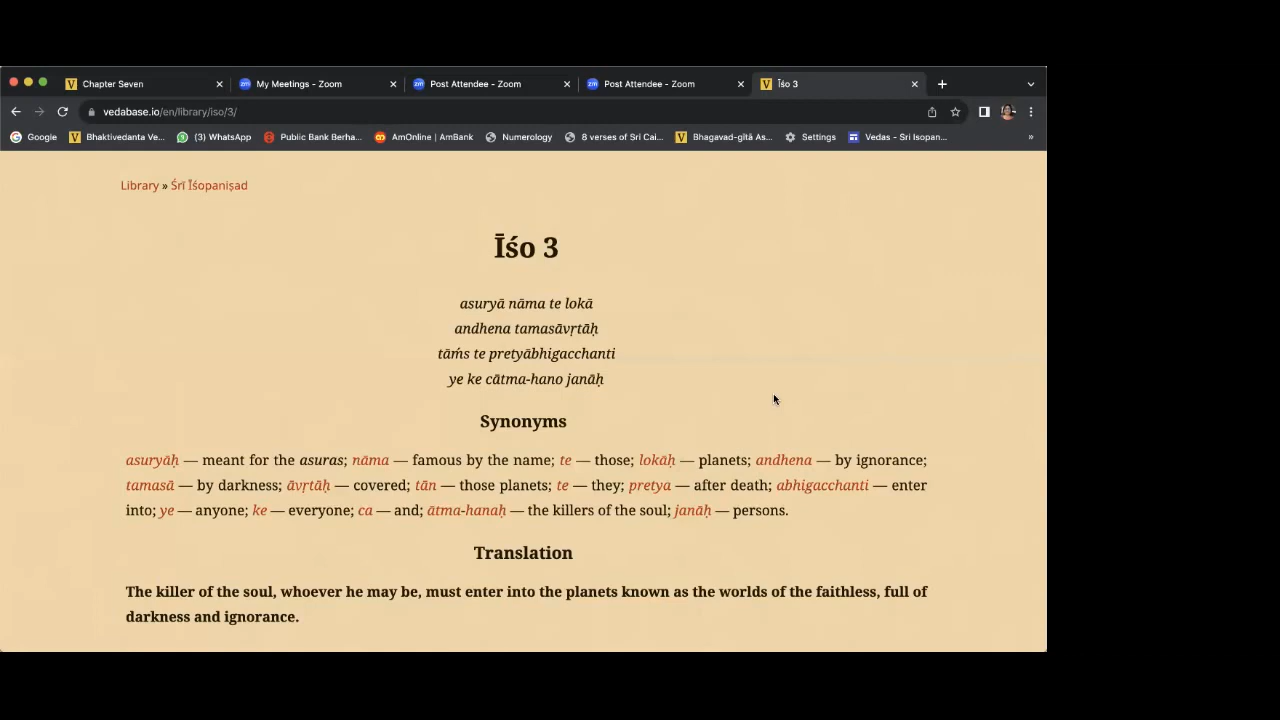 Chapter Seven
My Meetings - Zoom
Post Attendee - Zoom
Post Attendee - Zoom
Īśo 3
vedabase.io/en/library/iso/3/
Google
Bhaktivedanta Ve...
(3) WhatsApp
Public Bank Berha...
AmOnline | AmBank
Numerology
8 verses of Sri Cai...
Bhagavad-gītā As...
Settings
Vedas - Sri Isopan...
Library » Śrī Īśopaniṣad
Īśo 3
asuryā nāma te lokā
andhena tamasāvṛtāḥ
tāḿs te pretyābhigacchanti
ye ke cātma-hano janāḥ
Synonyms
asuryāḥ — meant for the asuras; nāma — famous by the name; te — those; lokāḥ — planets; andhena — by ignorance;
tamasā — by darkness; āvṛtāḥ — covered; tān — those planets; te — they; pretya — after death; abhigacchanti — enter
into; ye — anyone; ke — everyone; ca — and; ātma-hanaḥ — the killers of the soul; janāḥ — persons.
Translation
The killer of the soul, whoever he may be, must enter into the planets known as the worlds of the faithless, full of
darkness and ignorance.